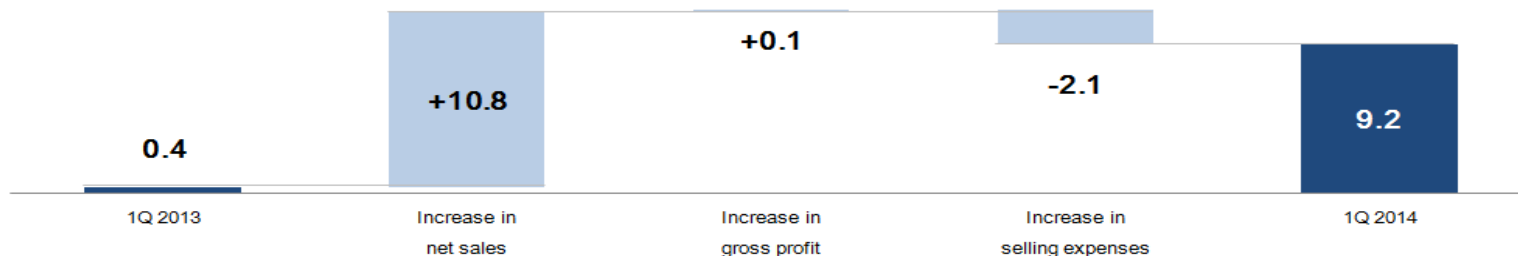 0.4
+10.8
+0.1
-2.1
9.2
1Q 2013
Increase in
net sales
Increase in
gross profit
Increase in
selling expenses
1Q 2014